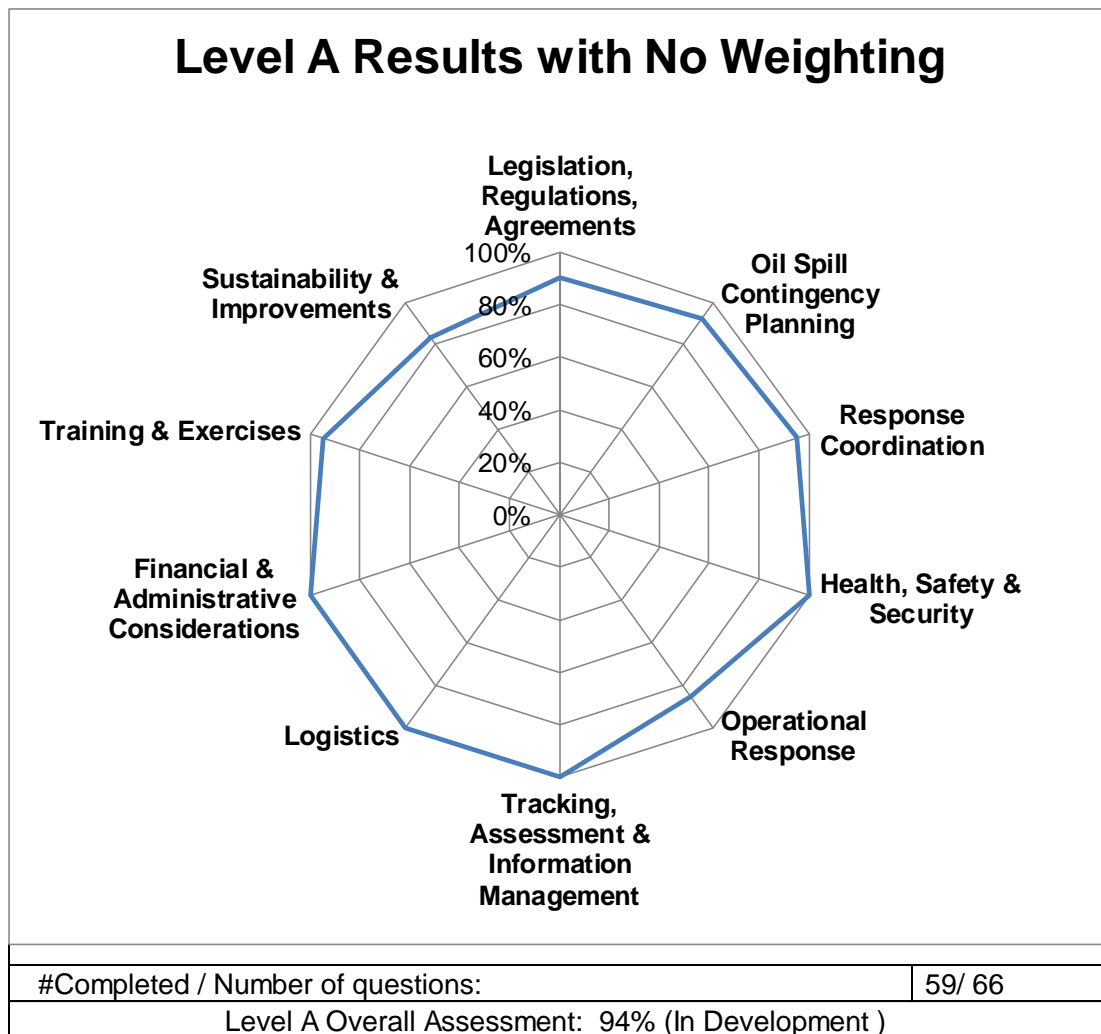 Level A Results with No Weighting
Legislation,
Regulations,
Agreements
Oil Spill
Contingency
Planning
Response
Coordination
Health, Safety &
Security
Operational
Response
Tracking,
Assessment &
Information
Management
Logistics
Financial &
Administrative
Considerations
Training & Exercises
Sustainability &
Improvements
100%
80%
60%
40%
20%
0%
#Completed / Number of questions: 59/ 66
Level A Overall Assessment: 94% (In Development )